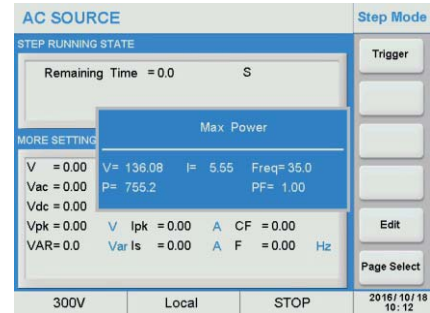 AC SOURCE
Step Mode
STEP RUNNING STATE
Trigger
Remaining Time = 0.0 S
Max Power
MORE SETTING
V = 0.00
V= 136.08 I= 5.55 Freq= 35.0
Vac = 0.00
P= 755.2 PF= 1.00
Vdc = 0.00
Vpk = 0.00 V Ipk = 0.00 A CF = 0.00
Edit
VAR= 0.0 Var Is = 0.00 A F = 0.00 Hz
Page Select
300V Local STOP
2016/10/18
10:12